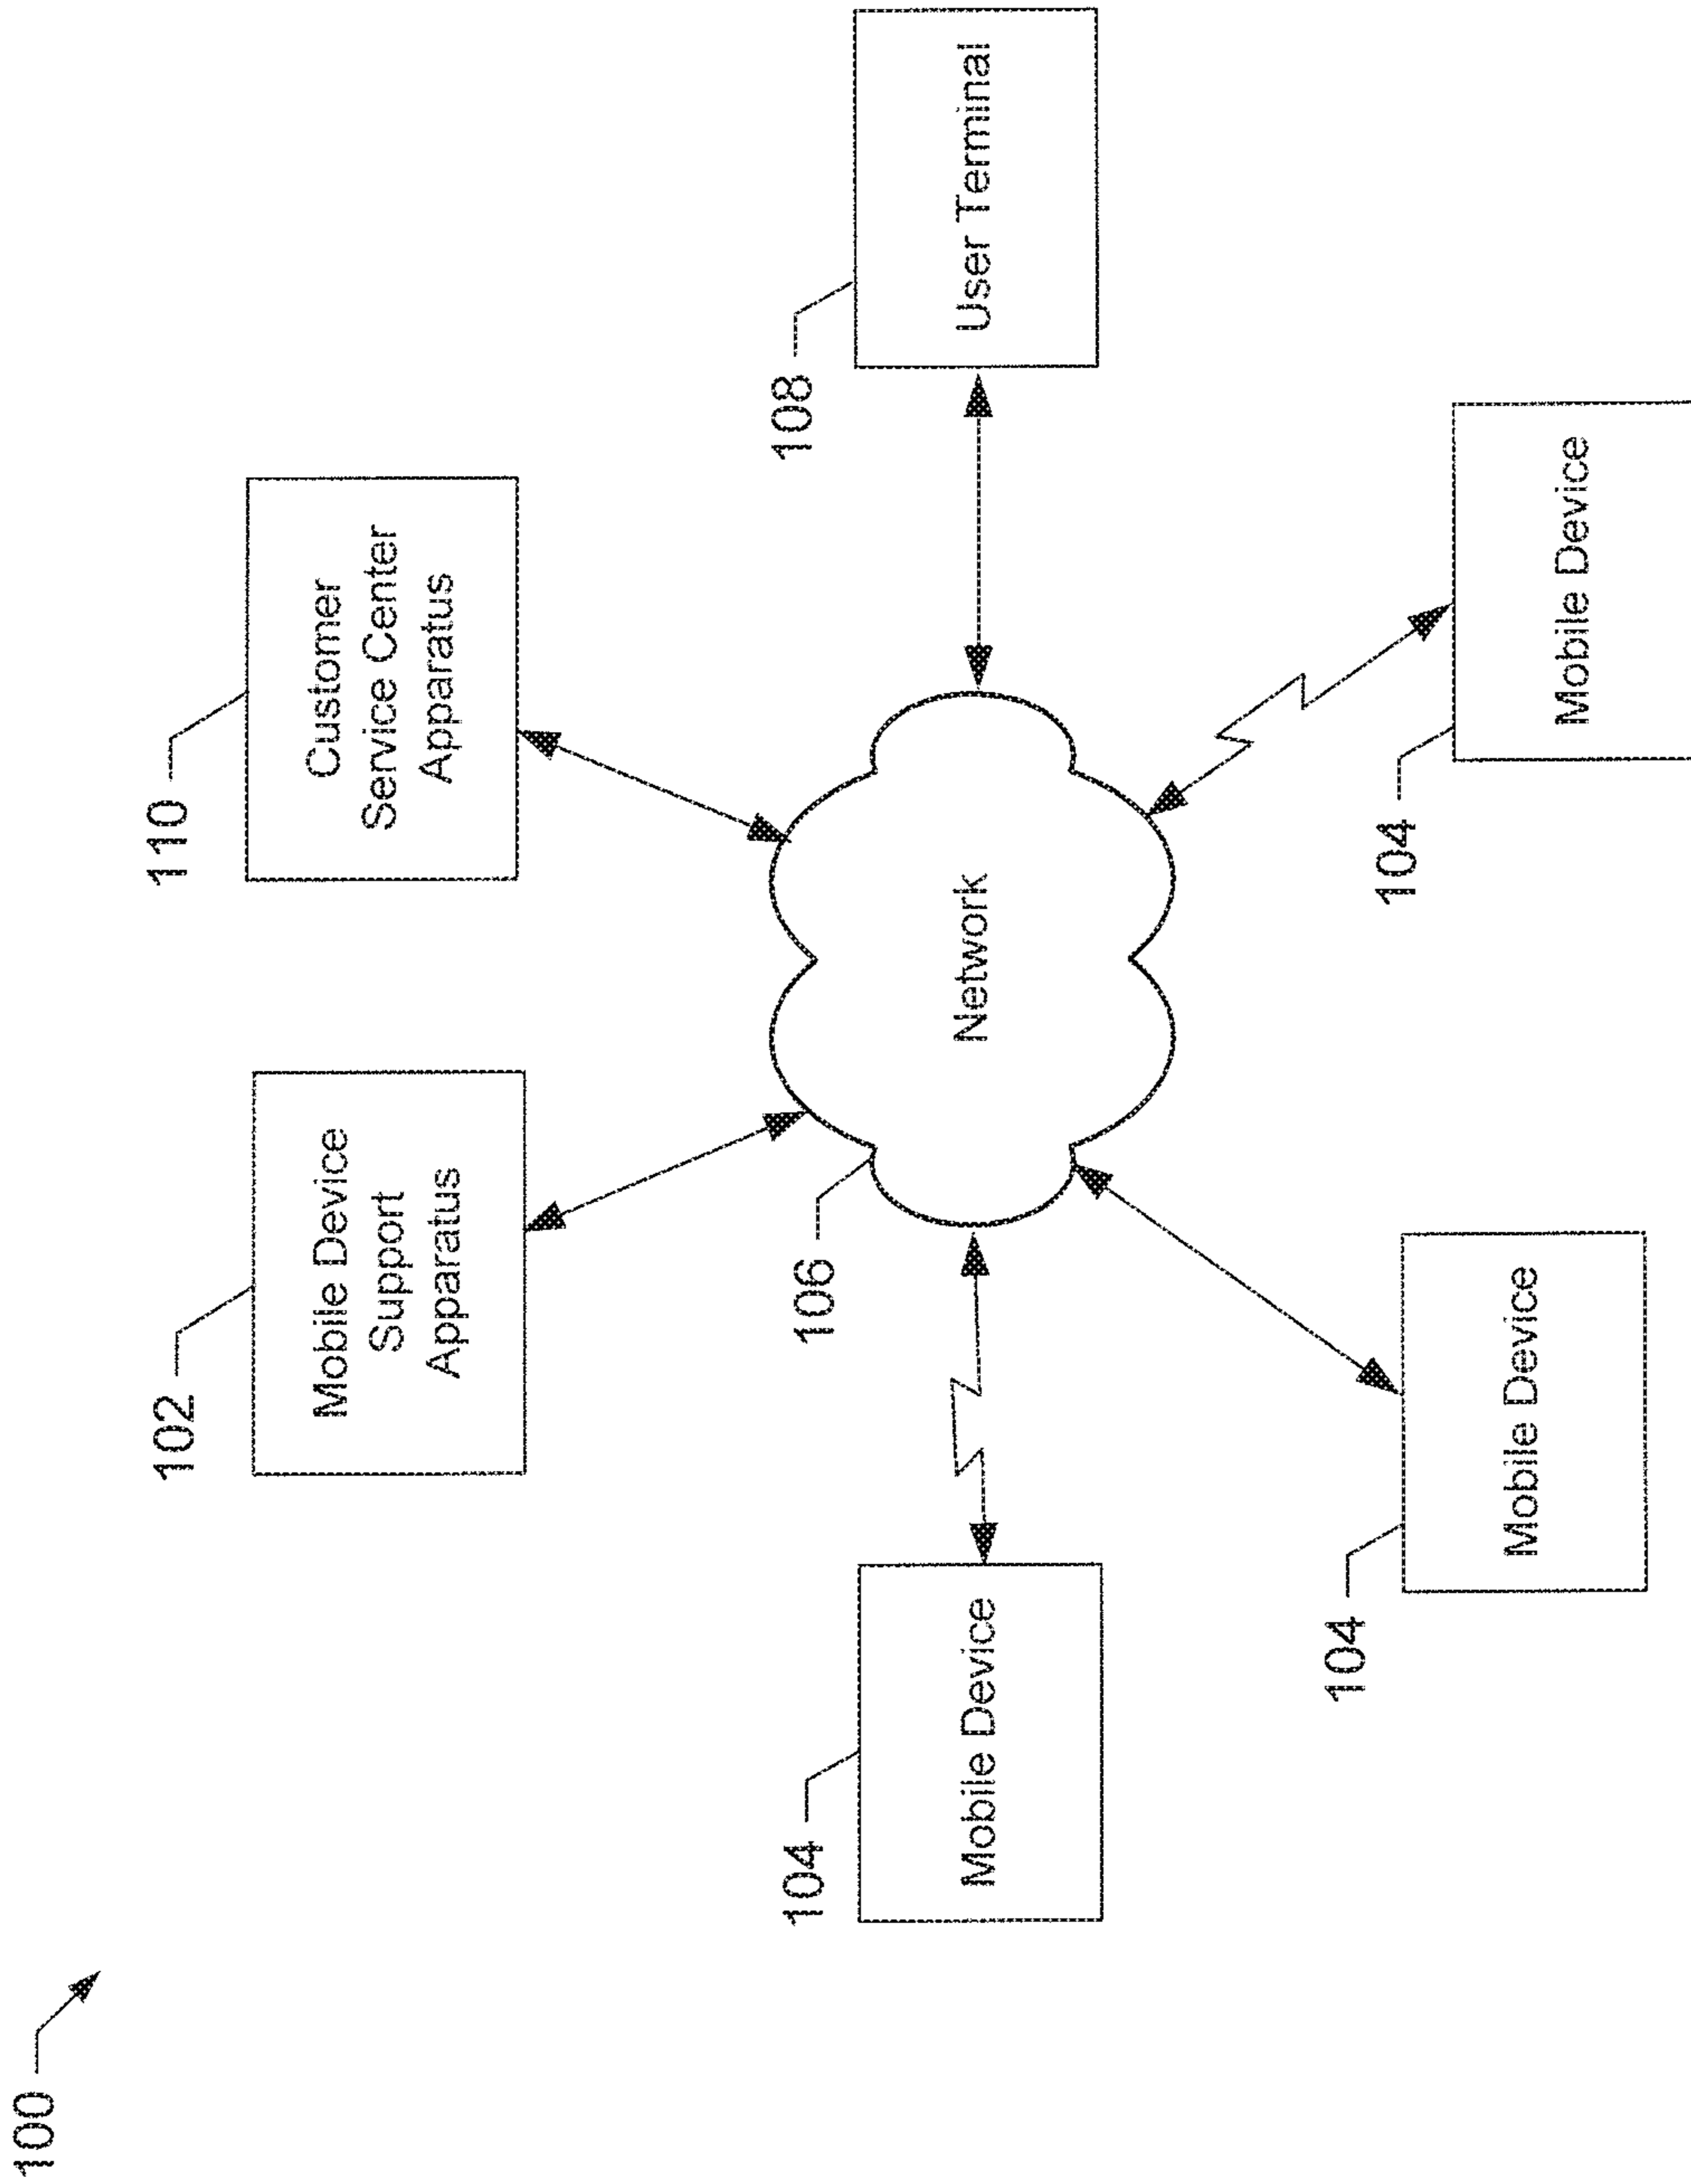 100
102
Mobile Device
Support
Apparatus
110
Customer
Service Center
Apparatus
106
Network
108
User Terminal
104
Mobile Device
104
Mobile Device
104
Mobile Device